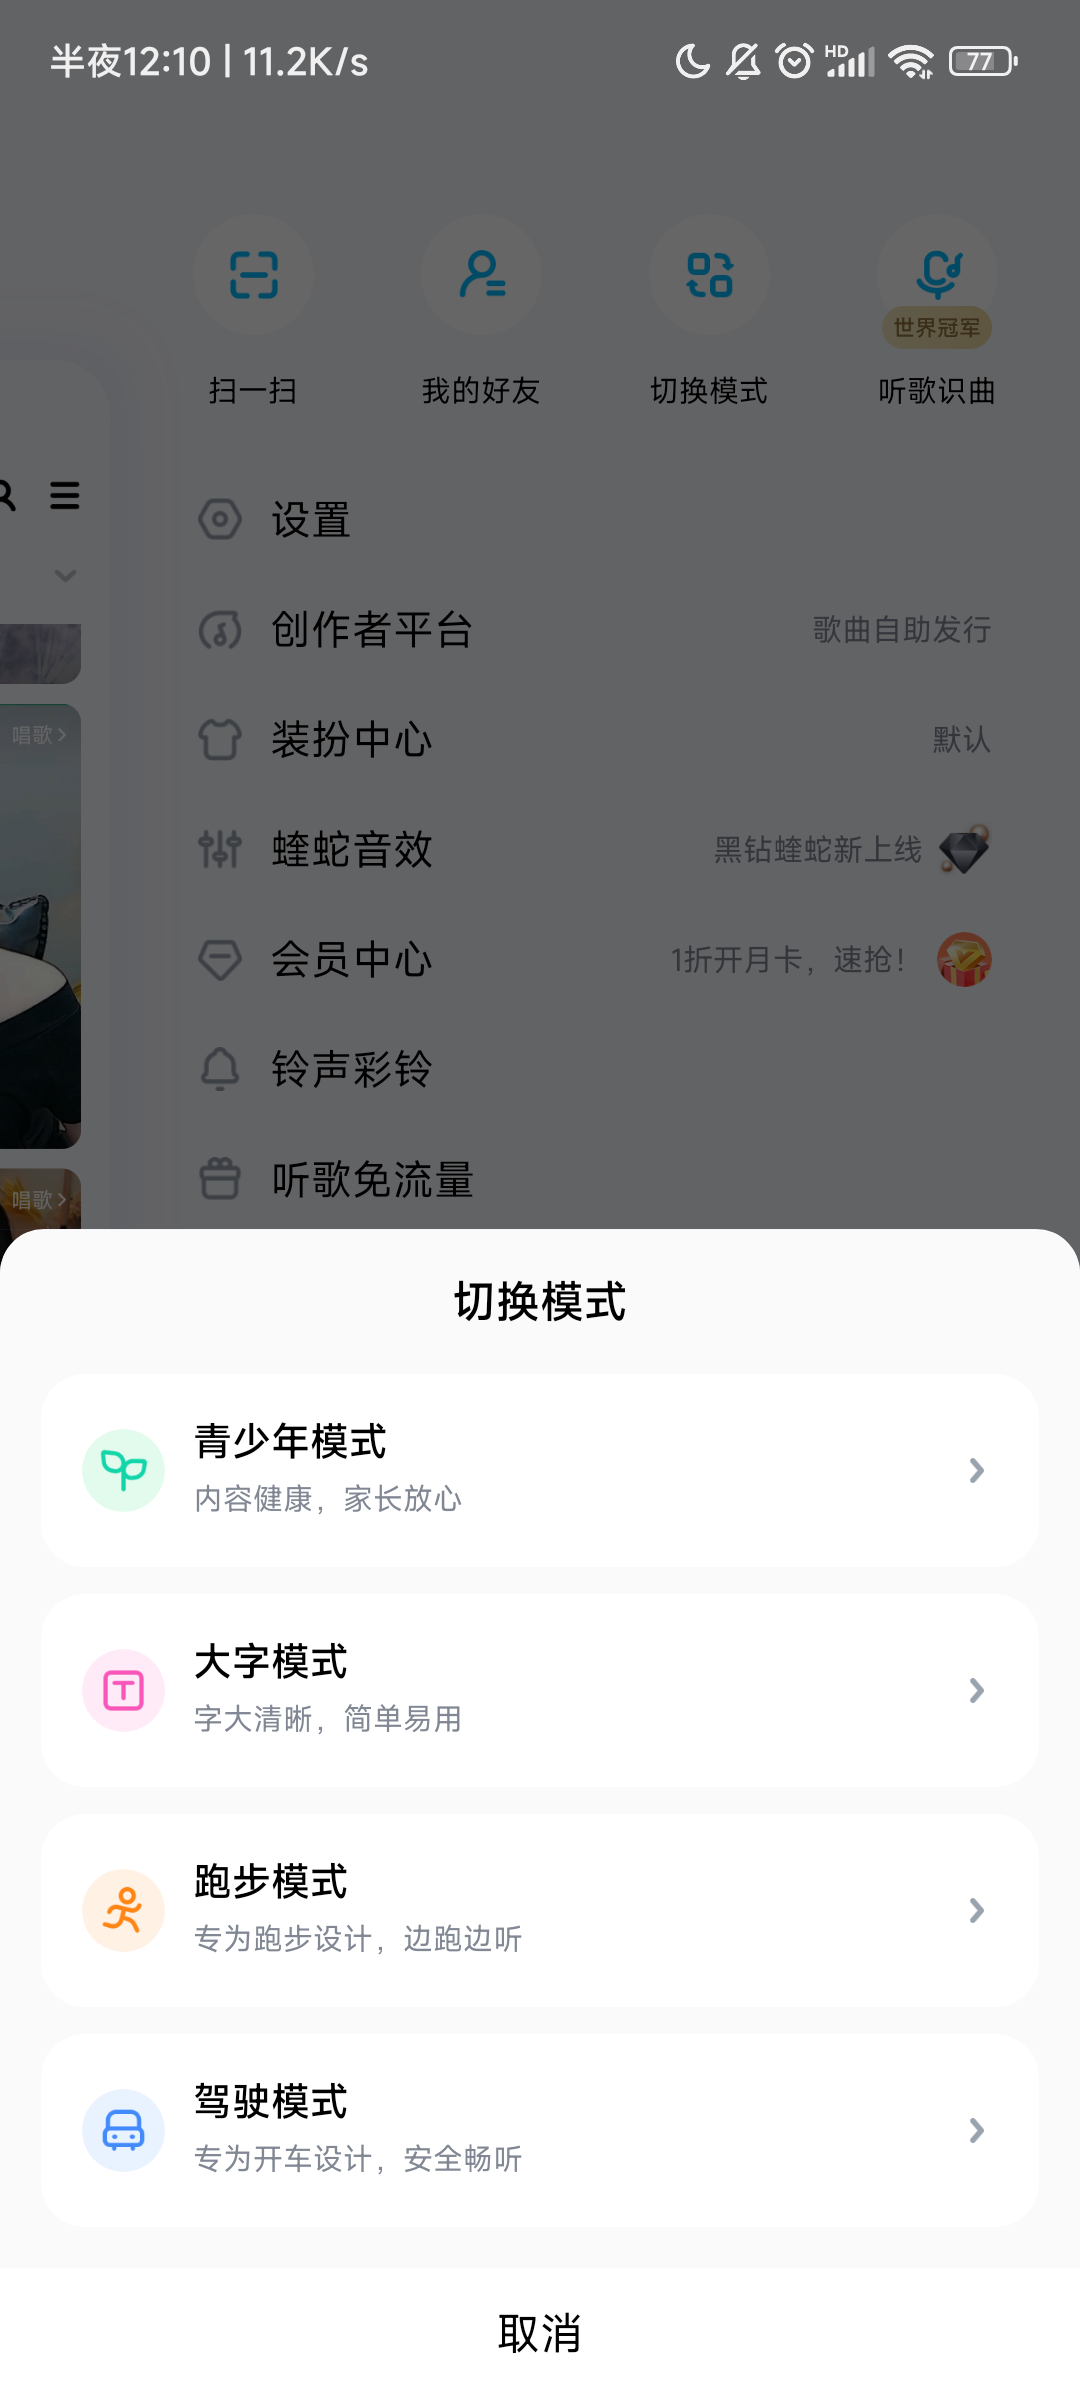 半夜12:10 | 11.2K/s
HD
77
世界冠军
扫一扫
我的好友
切换模式
听歌识曲
设置
创作者平台
歌曲自助发行
装扮中心
默认
唱歌
蝰蛇音效
黑钻蝰蛇新上线
会员中心
1折开月卡，速抢！
铃声彩铃
听歌免流量
唱歌
切换模式
青少年模式
内容健康，家长放心
大字模式
字大清晰，简单易用
跑步模式
专为跑步设计，边跑边听
驾驶模式
专为开车设计，安全畅听
取消